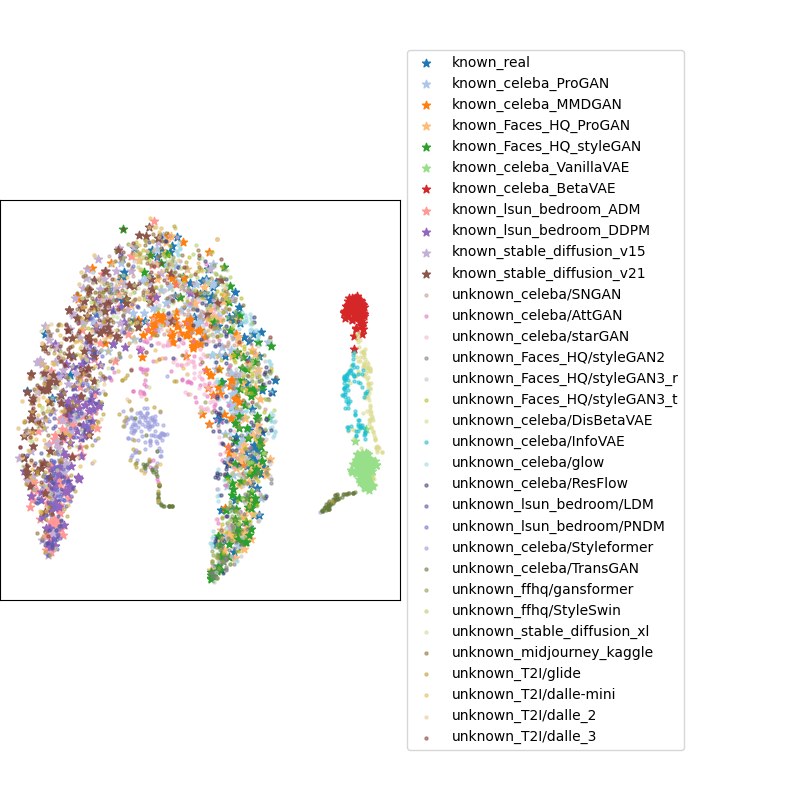 known_real
known_celeba_ProGAN
known_celeba_MMDGAN
known_Faces_HQ_ProGAN
known_Faces_HQ_styleGAN
known_celeba_VanillaVAE
known_celeba_BetaVAE
known_lsun_bedroom_ADM
known_lsun_bedroom_DDPM
known_stable_diffusion_v15
known_stable_diffusion_v21
unknown_celeba/SNGAN
unknown_celeba/AttGAN
unknown_celeba/starGAN
unknown_Faces_HQ/styleGAN2
unknown_Faces_HQ/styleGAN3_r
unknown_Faces_HQ/styleGAN3_t
unknown_celeba/DisBetaVAE
unknown_celeba/InfoVAE
unknown_celeba/glow
unknown_celeba/ResFlow
unknown_lsun_bedroom/LDM
unknown_lsun_bedroom/PNDM
unknown_celeba/Styleformer
unknown_celeba/TransGAN
unknown_ffhq/gansformer
unknown_ffhq/StyleSwin
unknown_stable_diffusion_xl
unknown_midjourney_kaggle
unknown_T2I/glide
unknown_T2I/dalle-mini
unknown_T2I/dalle_2
unknown_T2I/dalle_3